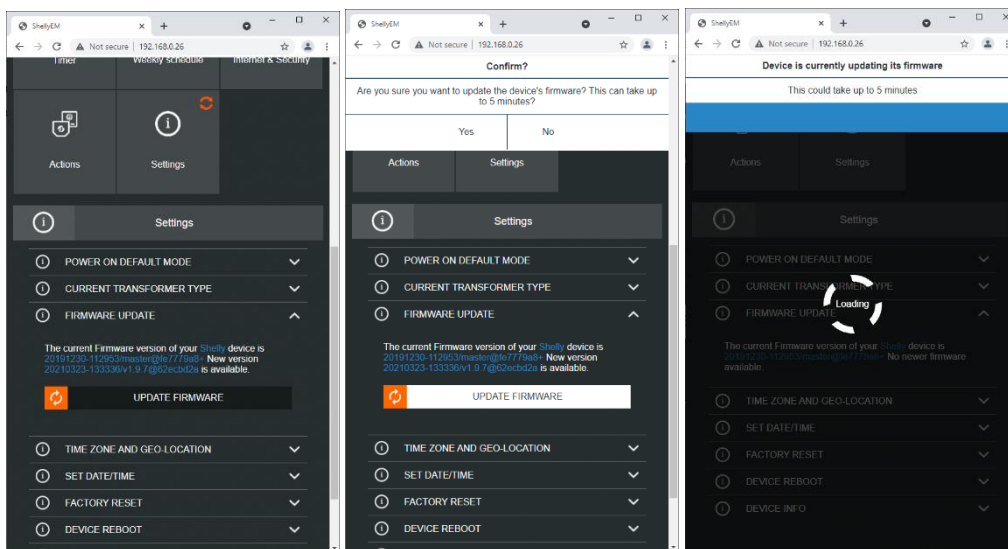 ShellyEM
Not secure | 192.168.0.26
Timer
Weekly schedule
Internet & Security
Actions
Settings
Settings
POWER ON DEFAULT MODE
CURRENT TRANSFORMER TYPE
FIRMWARE UPDATE
The current Firmware version of your Shelly device is
20191230-112953/master@fe7779a8+ New version
20210323-133336/v1.9.7@62ecbd2a is available.
UPDATE FIRMWARE
TIME ZONE AND GEO-LOCATION
SET DATE/TIME
FACTORY RESET
DEVICE REBOOT
ShellyEM
Not secure | 192.168.0.26
Confirm?
Are you sure you want to update the device's firmware? This can take up
to 5 minutes?
Yes
No
Actions
Settings
Settings
POWER ON DEFAULT MODE
CURRENT TRANSFORMER TYPE
FIRMWARE UPDATE
The current Firmware version of your Shelly device is
20191230-112953/master@fe7779a8+ New version
20210323-133336/v1.9.7@62ecbd2a is available.
UPDATE FIRMWARE
TIME ZONE AND GEO-LOCATION
SET DATE/TIME
FACTORY RESET
DEVICE REBOOT
ShellyEM
Not secure | 192.168.0.26
Device is currently updating its firmware
This could take up to 5 minutes
Actions
Settings
Settings
POWER ON DEFAULT MODE
CURRENT TRANSFORMER TYPE
Loading
FIRMWARE UPDATE
The current Firmware version of your Shelly device is
20191230-112953/master@fe7779a8+ No newer firmware
available.
TIME ZONE AND GEO-LOCATION
SET DATE/TIME
FACTORY RESET
DEVICE REBOOT
DEVICE INFO